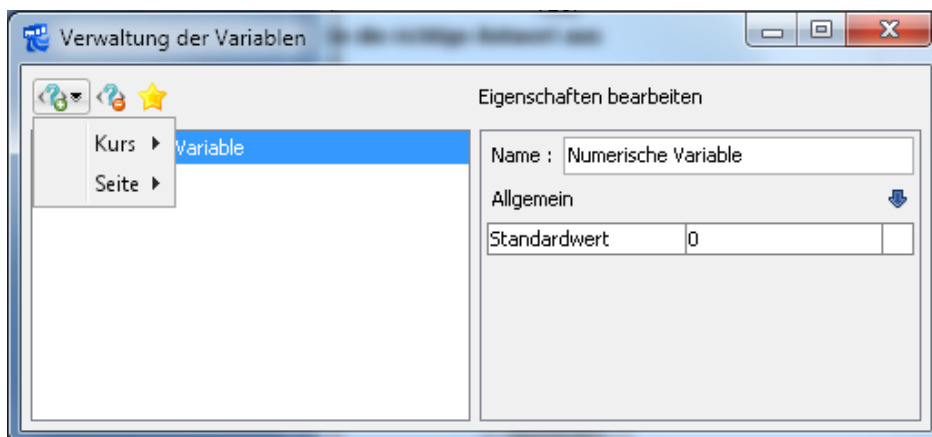 Verwaltung der Variablen
Eigenschaften bearbeiten
Kurs
Seite
Variable
Name : Numerische Variable
Allgemein
Standardwert 0